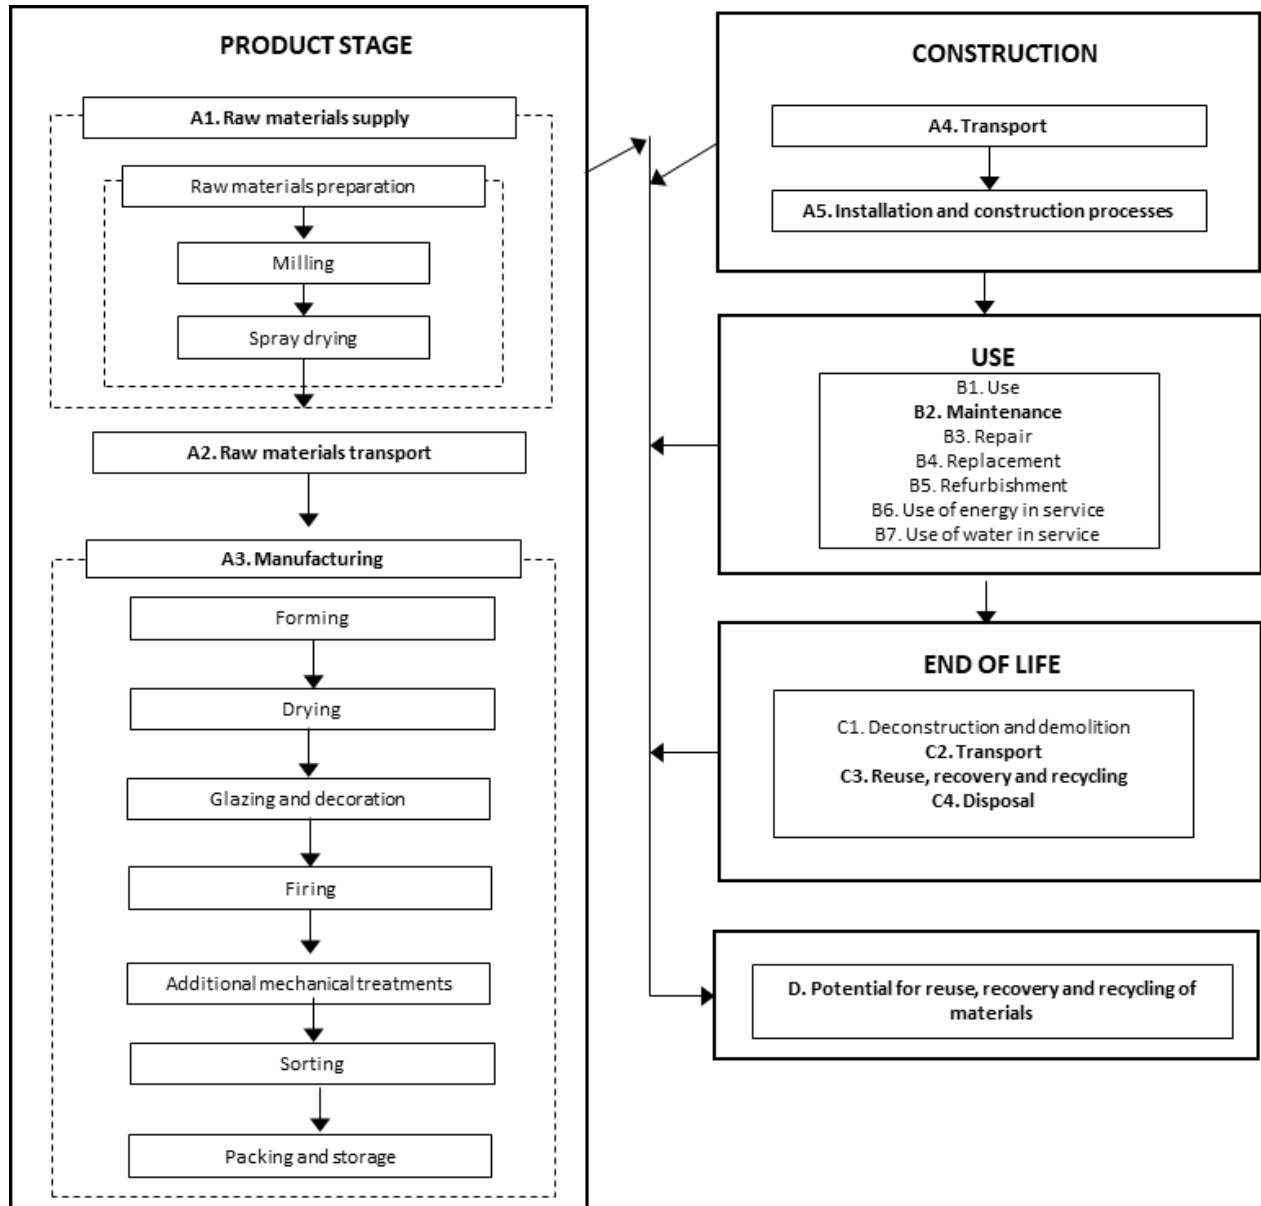 PRODUCT STAGE
A1. Raw materials supply
Raw materials preparation
Milling
Spray drying
A2. Raw materials transport
A3. Manufacturing
Forming
Drying
Glazing and decoration
Firing
Additional mechanical treatments
Sorting
Packing and storage
CONSTRUCTION
A4. Transport
A5. Installation and construction processes
USE
B1. Use
B2. Maintenance
B3. Repair
B4. Replacement
B5. Refurbishment
B6. Use of energy in service
B7. Use of water in service
END OF LIFE
C1. Deconstruction and demolition
C2. Transport
C3. Reuse, recovery and recycling
C4. Disposal
D. Potential for reuse, recovery and recycling of
materials